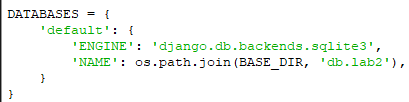 DATABASES = {
    'default': {
        'ENGINE': 'django.db.backends.sqlite3',
        'NAME': os.path.join(BASE_DIR, 'db.lab2'),
    }
}